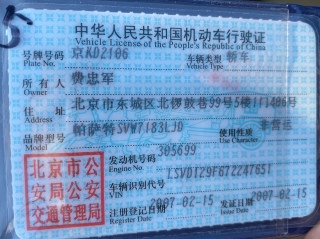 中华人民共和国机动车行驶证
Vehicle License of the People's Republic of China
号牌号码 京KD2106 车辆类型 轿车
Plate No. Vehicle Type
所有人 费忠军
Owner
住址 北京市东城区北锣鼓巷99号5楼
Address
品牌型号 帕萨特SVW7183LJD 使用性质 非营运
Model Use Character
发动机号码 305699
Engine No.
北京市公
安局公安
交通管理局
车辆识别代号 LSVDT29F672Z47651
VIN
注册登记日期 2007-02-15 发证日期 2007-02-15
Register Date Issue Date